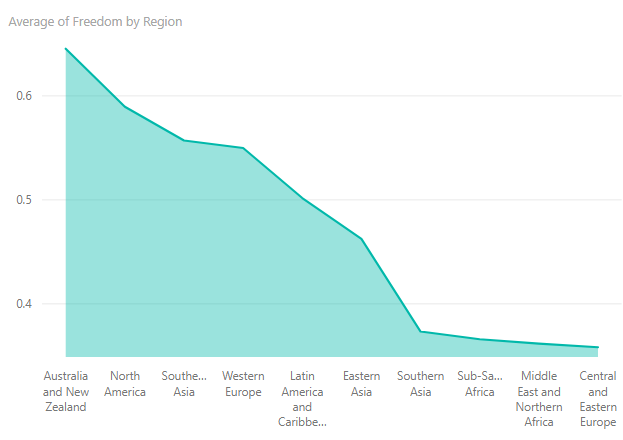 Average of Freedom by Region
0.6
0.5
0.4
Australia
and New
Zealand
North
America
Southe...
Asia
Western
Europe
Latin
America
and
Caribbe...
Eastern
Asia
Southern
Asia
Sub-Sa...
Africa
Middle
East and
Northern
Africa
Central
and
Eastern
Europe